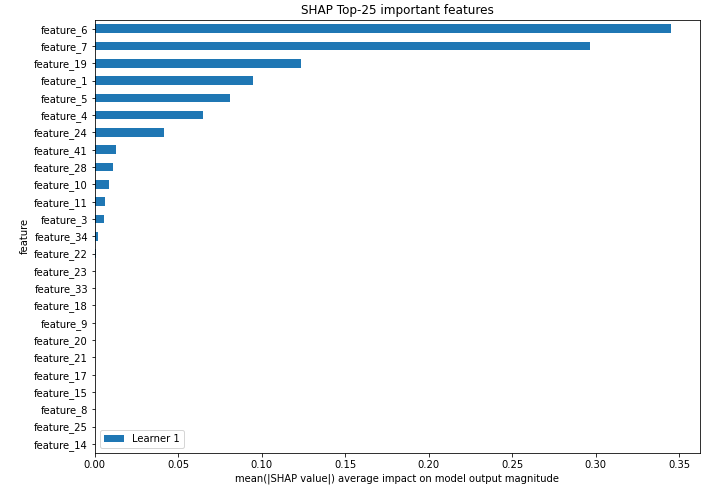 SHAP Top-25 important features
feature_6
feature_7
feature_19
feature_1
feature_5
feature_4
feature_24
feature_41
feature_28
feature_10
feature_11
feature_3
feature_34
feature_22
feature_23
feature_33
feature_18
feature_9
feature_20
feature_21
feature_17
feature_15
feature_8
feature_25
feature_14
feature
Learner 1
0.00 0.05 0.10 0.15 0.20 0.25 0.30 0.35
mean(|SHAP value|) average impact on model output magnitude